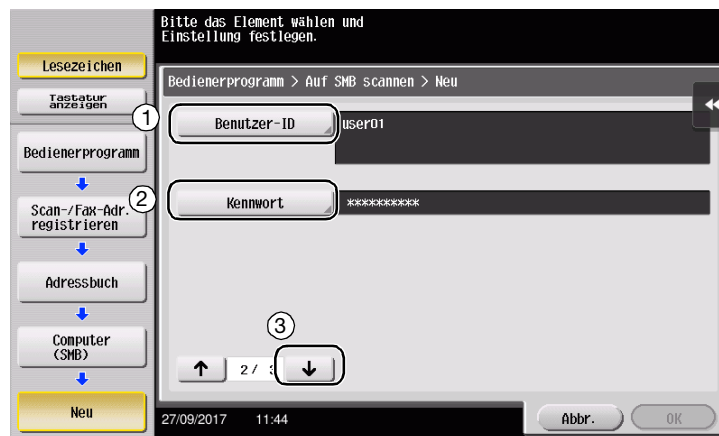 Bitte das Element wählen und
Einstellung festlegen.
Lesezeichen
Tastatur
anzeigen
Bedienerprogramm > Auf SMB scannen > Neu
1
Benutzer-ID
user01
Bedienerprogramm
2
Kennwort
**********
Scan-/Fax-Adr.
registrieren
Adressbuch
3
Computer
(SMB)
↑ 2/ 3 ↓
Neu
27/09/2017 11:44
Abbr.
OK